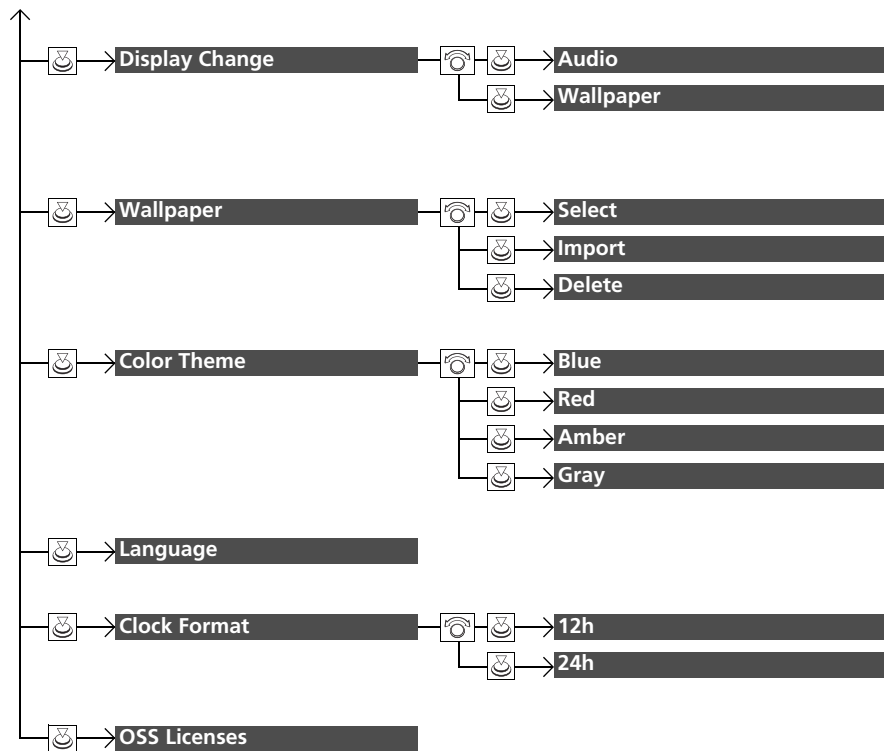 Display Change
Audio
Wallpaper
Wallpaper
Select
Import
Delete
Color Theme
Blue
Red
Amber
Gray
Language
Clock Format
12h
24h
OSS Licenses